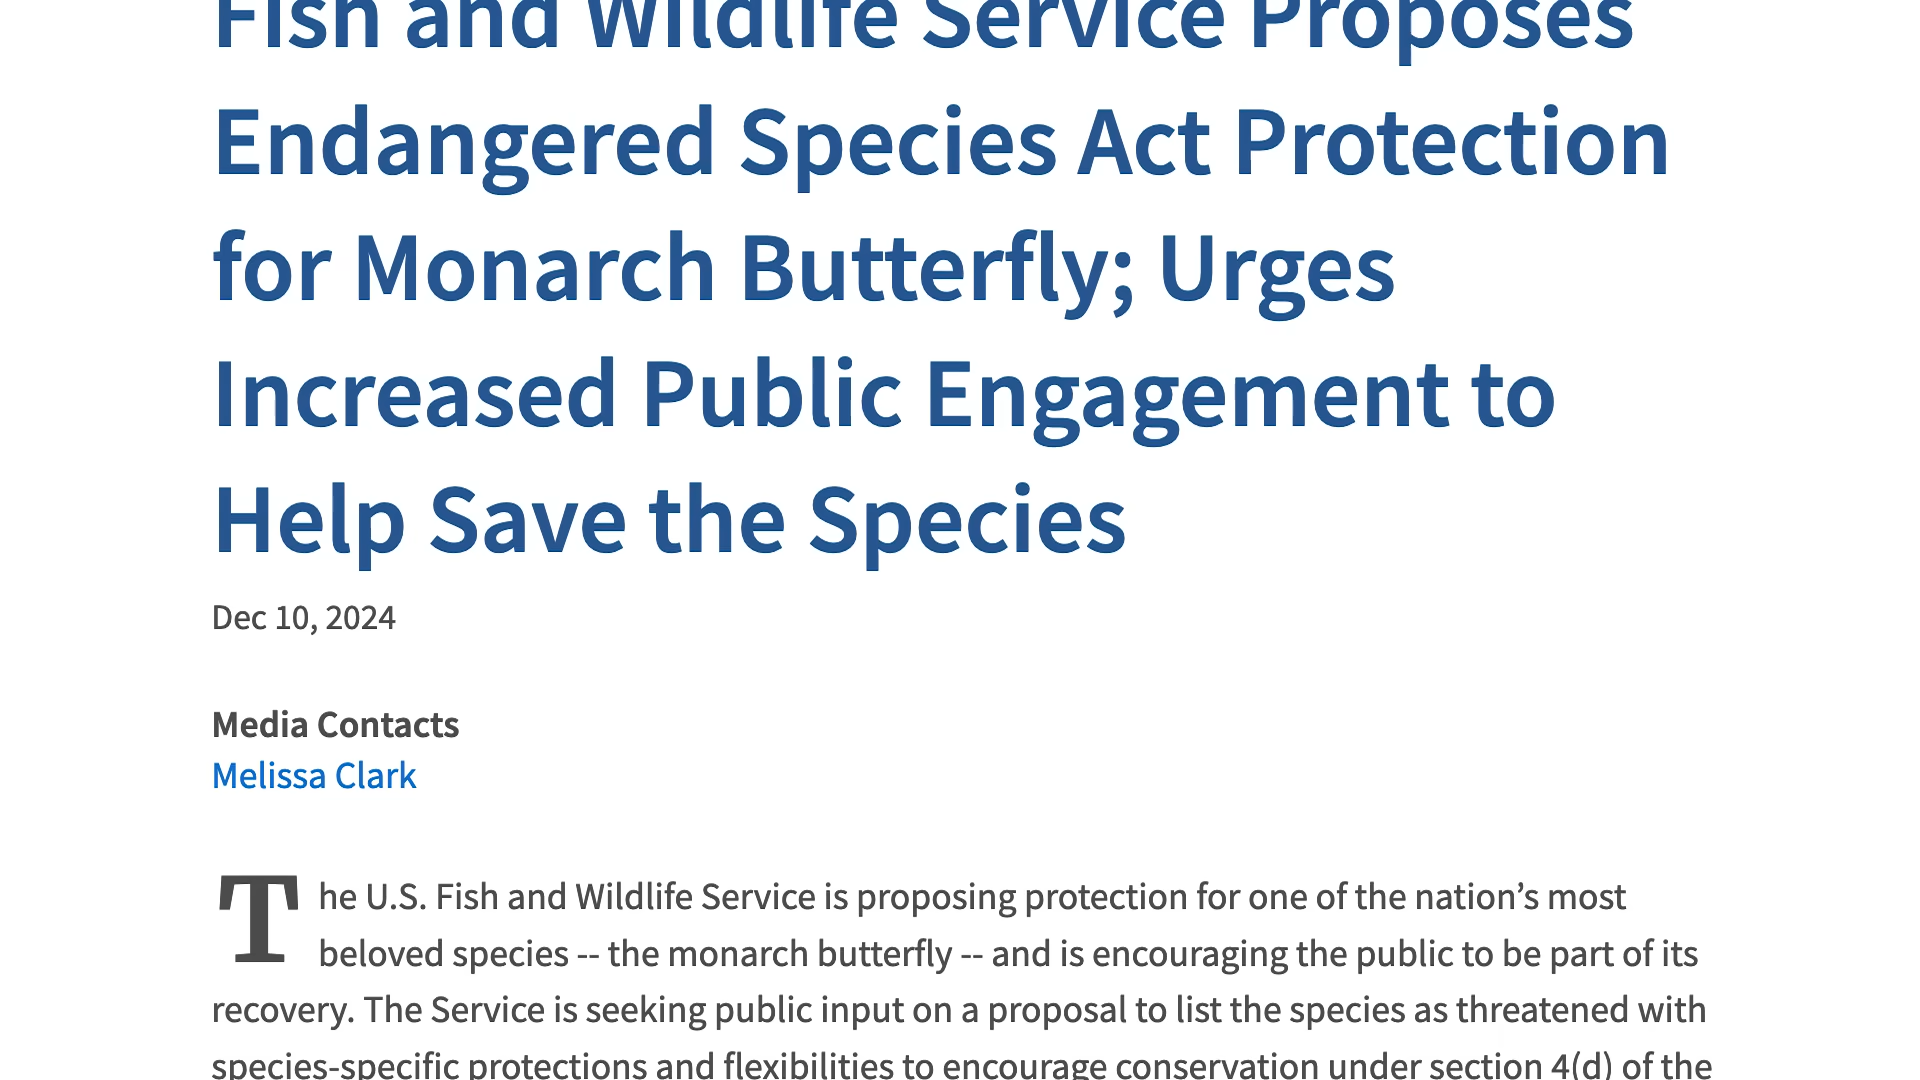 Fish and Wildlife Service Proposes
Endangered Species Act Protection
for Monarch Butterfly; Urges
Increased Public Engagement to
Help Save the Species
Dec 10, 2024
Media Contacts
Melissa Clark
The U.S. Fish and Wildlife Service is proposing protection for one of the nation’s most
beloved species -- the monarch butterfly -- and is encouraging the public to be part of its
recovery. The Service is seeking public input on a proposal to list the species as threatened with
species-specific protections and flexibilities to encourage conservation under section 4(d) of the